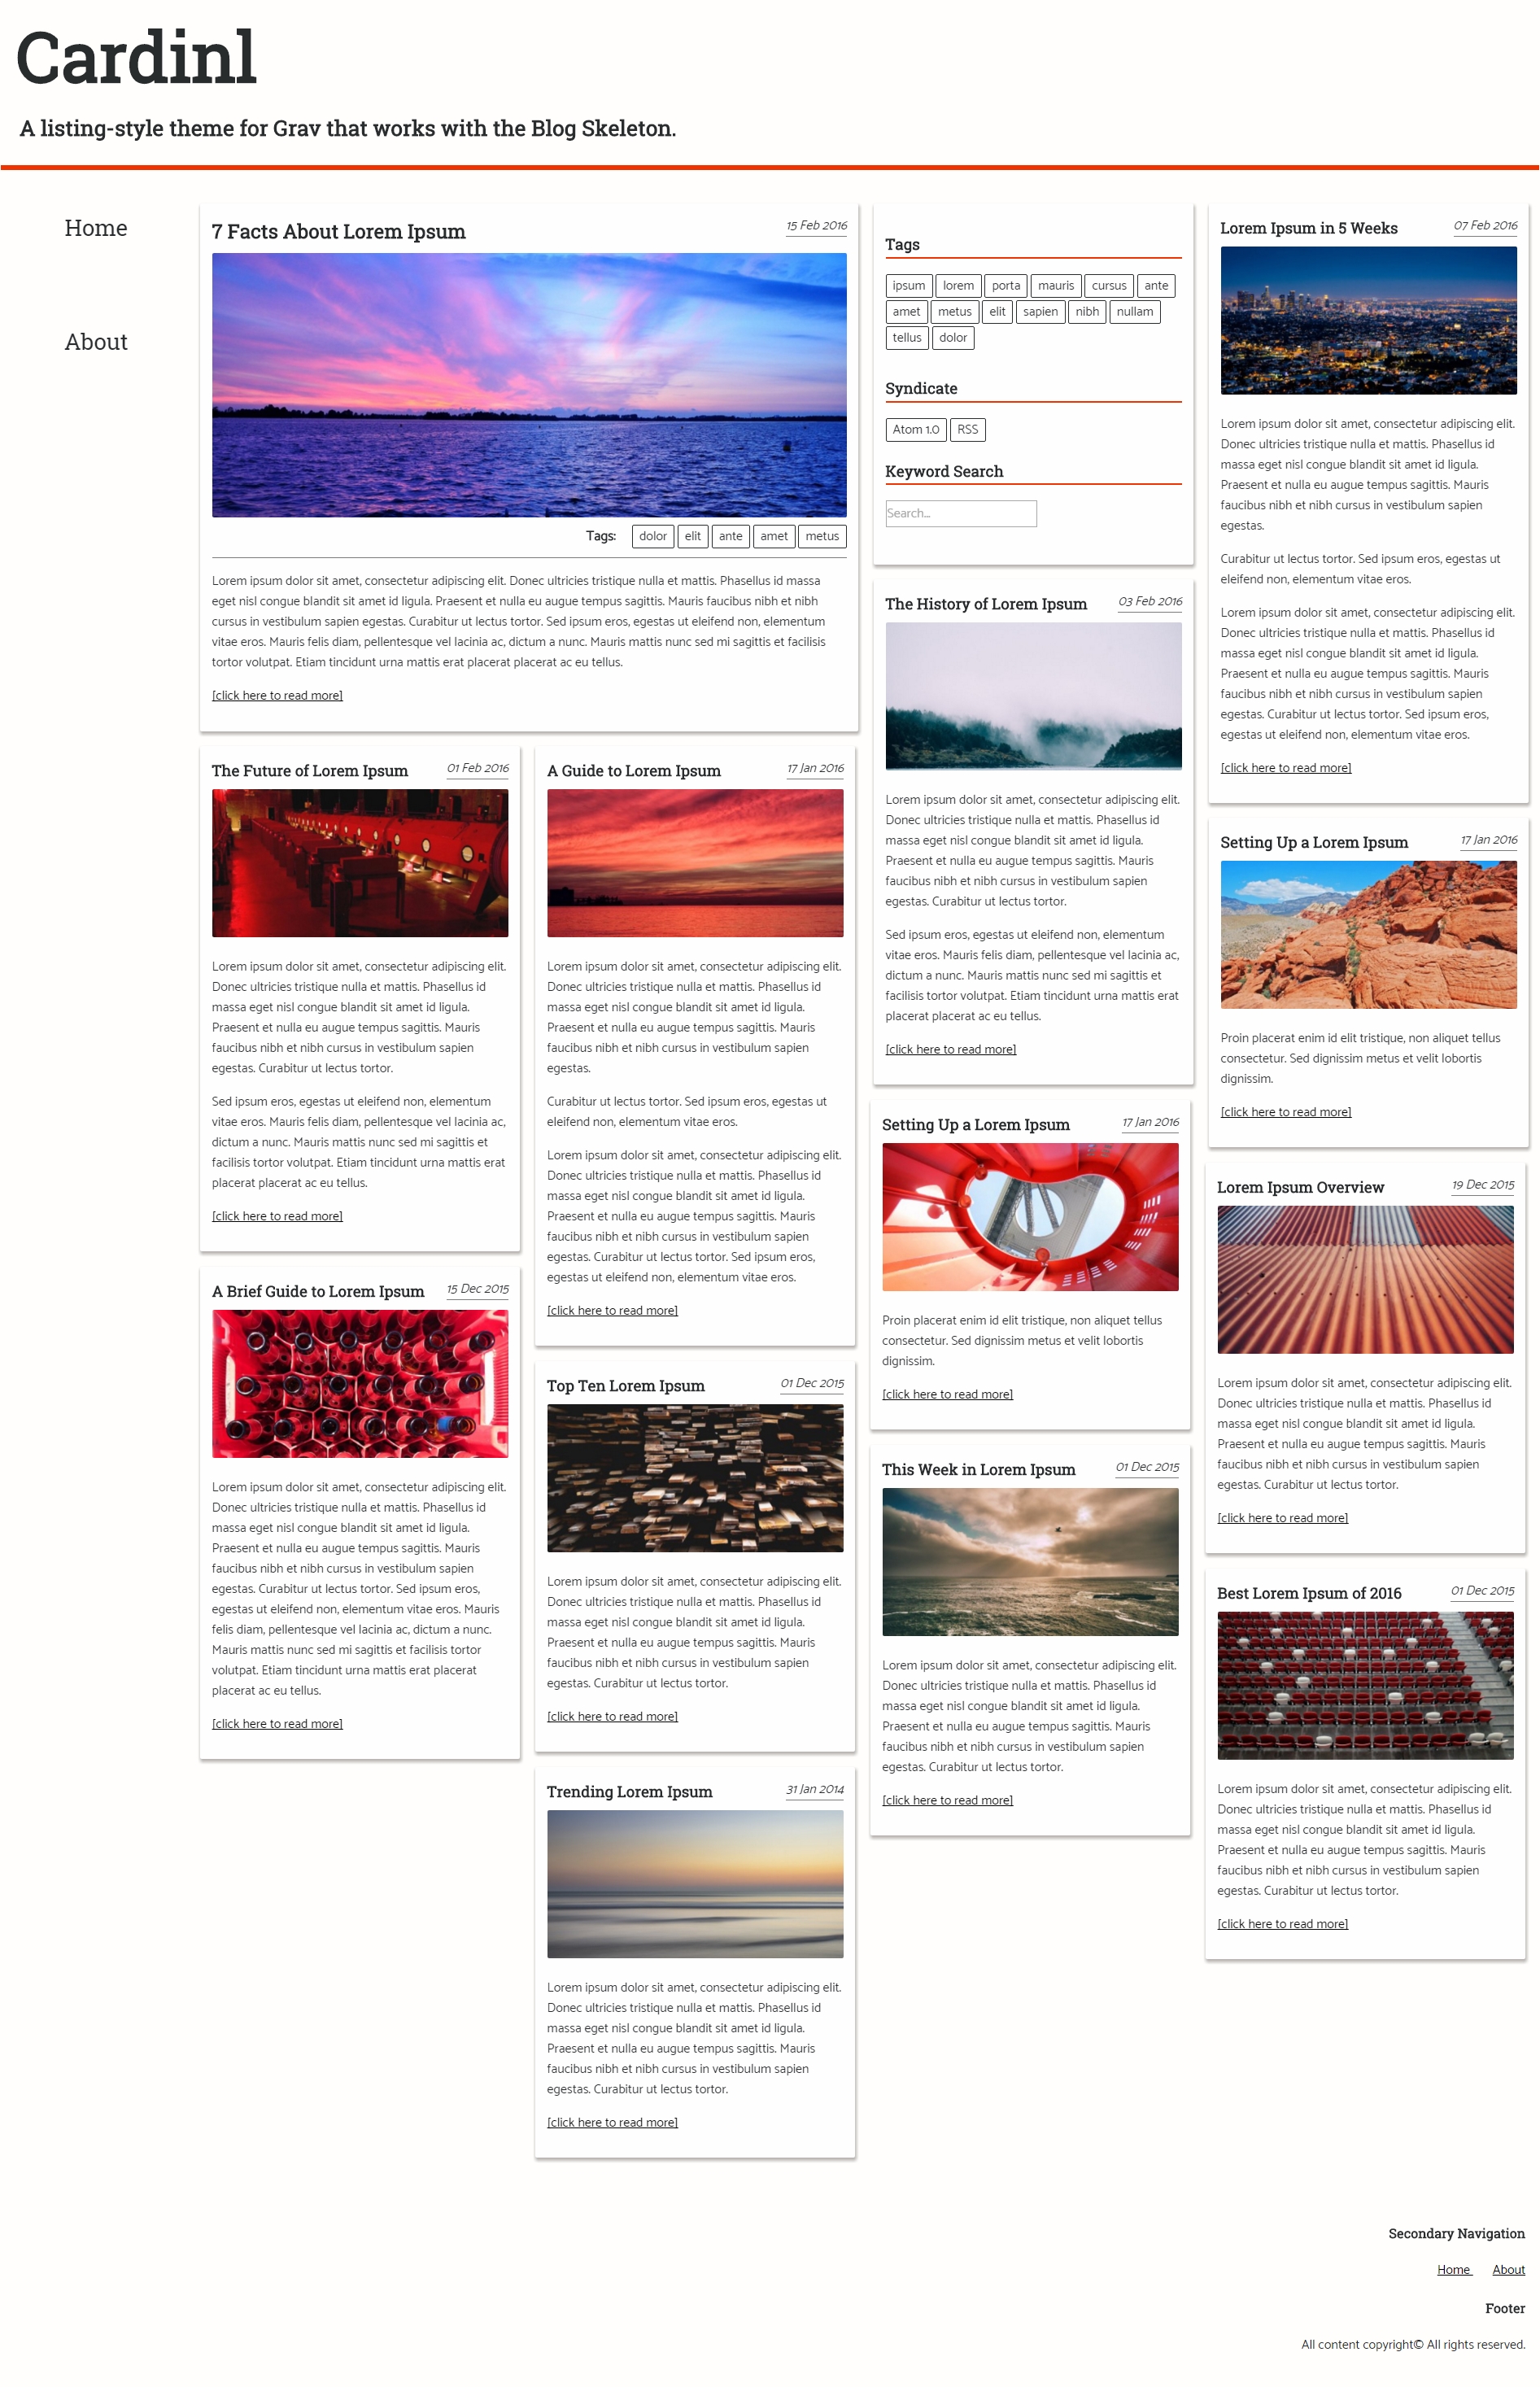 Cardinl
A listing-style theme for Grav that works with the Blog Skeleton.
Home
About
7 Facts About Lorem Ipsum
15 Feb 2016
Tags: dolor elit ante amet metus
Lorem ipsum dolor sit amet, consectetur adipiscing elit. Donec ultricies tristique nulla et mattis. Phasellus id massa
eget nisl congue blandit sit amet id ligula. Praesent et nulla eu augue tempus sagittis. Mauris faucibus nibh et nibh
cursus in vestibulum sapien egestas. Curabitur ut lectus tortor. Sed ipsum eros, egestas ut eleifend non, elementum
vitae eros. Mauris felis diam, pellentesque vel lacinia ac, dictum a nunc. Mauris mattis nunc sed mi sagittis et facilisis
tortor volutpat. Etiam tincidunt urna mattis erat placerat placerat ac eu tellus.
[click here to read more]
Tags
ipsum lorem porta mauris cursus ante
amet metus elit sapien nibh nullam
tellus dolor
Syndicate
Atom 1.0 RSS
Keyword Search
Search...
Lorem Ipsum in 5 Weeks
07 Feb 2016
Lorem ipsum dolor sit amet, consectetur adipiscing elit.
Donec ultricies tristique nulla et mattis. Phasellus id
massa eget nisl congue blandit sit amet id ligula.
Praesent et nulla eu augue tempus sagittis. Mauris
faucibus nibh et nibh cursus in vestibulum sapien
egestas.
Curabitur ut lectus tortor. Sed ipsum eros, egestas ut
eleifend non, elementum vitae eros.
Lorem ipsum dolor sit amet, consectetur adipiscing elit.
Donec ultricies tristique nulla et mattis. Phasellus id
massa eget nisl congue blandit sit amet id ligula.
Praesent et nulla eu augue tempus sagittis. Mauris
faucibus nibh et nibh cursus in vestibulum sapien
egestas. Curabitur ut lectus tortor. Sed ipsum eros,
egestas ut eleifend non, elementum vitae eros.
[click here to read more]
The History of Lorem Ipsum
03 Feb 2016
Lorem ipsum dolor sit amet, consectetur adipiscing elit.
Donec ultricies tristique nulla et mattis. Phasellus id
massa eget nisl congue blandit sit amet id ligula.
Praesent et nulla eu augue tempus sagittis. Mauris
faucibus nibh et nibh cursus in vestibulum sapien
egestas. Curabitur ut lectus tortor.
Sed ipsum eros, egestas ut eleifend non, elementum
vitae eros. Mauris felis diam, pellentesque vel lacinia ac,
dictum a nunc. Mauris mattis nunc sed mi sagittis et
facilisis tortor volutpat. Etiam tincidunt urna mattis erat
placerat placerat ac eu tellus.
[click here to read more]
The Future of Lorem Ipsum
01 Feb 2016
Lorem ipsum dolor sit amet, consectetur adipiscing elit.
Donec ultricies tristique nulla et mattis. Phasellus id
massa eget nisl congue blandit sit amet id ligula.
Praesent et nulla eu augue tempus sagittis. Mauris
faucibus nibh et nibh cursus in vestibulum sapien
egestas. Curabitur ut lectus tortor.
Sed ipsum eros, egestas ut eleifend non, elementum
vitae eros. Mauris felis diam, pellentesque vel lacinia ac,
dictum a nunc. Mauris mattis nunc sed mi sagittis et
facilisis tortor volutpat. Etiam tincidunt urna mattis erat
placerat placerat ac eu tellus.
[click here to read more]
A Guide to Lorem Ipsum
17 Jan 2016
Lorem ipsum dolor sit amet, consectetur adipiscing elit.
Donec ultricies tristique nulla et mattis. Phasellus id
massa eget nisl congue blandit sit amet id ligula.
Praesent et nulla eu augue tempus sagittis. Mauris
faucibus nibh et nibh cursus in vestibulum sapien
egestas.
Curabitur ut lectus tortor. Sed ipsum eros, egestas ut
eleifend non, elementum vitae eros.
Lorem ipsum dolor sit amet, consectetur adipiscing elit.
Donec ultricies tristique nulla et mattis. Phasellus id
massa eget nisl congue blandit sit amet id ligula.
Praesent et nulla eu augue tempus sagittis. Mauris
faucibus nibh et nibh cursus in vestibulum sapien
egestas. Curabitur ut lectus tortor. Sed ipsum eros,
egestas ut eleifend non, elementum vitae eros.
[click here to read more]
Setting Up a Lorem Ipsum
17 Jan 2016
Proin placerat enim id elit tristique, non aliquet tellus
consectetur. Sed dignissim metus et velit lobortis
dignissim.
[click here to read more]
Setting Up a Lorem Ipsum
17 Jan 2016
Proin placerat enim id elit tristique, non aliquet tellus
consectetur. Sed dignissim metus et velit lobortis
dignissim.
[click here to read more]
Lorem Ipsum Overview
19 Dec 2015
Lorem ipsum dolor sit amet, consectetur adipiscing elit.
Donec ultricies tristique nulla et mattis. Phasellus id
massa eget nisl congue blandit sit amet id ligula.
Praesent et nulla eu augue tempus sagittis. Mauris
faucibus nibh et nibh cursus in vestibulum sapien
egestas. Curabitur ut lectus tortor.
[click here to read more]
A Brief Guide to Lorem Ipsum
15 Dec 2015
Lorem ipsum dolor sit amet, consectetur adipiscing elit.
Donec ultricies tristique nulla et mattis. Phasellus id
massa eget nisl congue blandit sit amet id ligula.
Praesent et nulla eu augue tempus sagittis. Mauris
faucibus nibh et nibh cursus in vestibulum sapien
egestas. Curabitur ut lectus tortor. Sed ipsum eros,
egestas ut eleifend non, elementum vitae eros. Mauris
felis diam, pellentesque vel lacinia ac, dictum a nunc.
Mauris mattis nunc sed mi sagittis et facilisis tortor
volutpat. Etiam tincidunt urna mattis erat placerat
placerat ac eu tellus.
[click here to read more]
Top Ten Lorem Ipsum
01 Dec 2015
Lorem ipsum dolor sit amet, consectetur adipiscing elit.
Donec ultricies tristique nulla et mattis. Phasellus id
massa eget nisl congue blandit sit amet id ligula.
Praesent et nulla eu augue tempus sagittis. Mauris
faucibus nibh et nibh cursus in vestibulum sapien
egestas. Curabitur ut lectus tortor.
[click here to read more]
This Week in Lorem Ipsum
01 Dec 2015
Lorem ipsum dolor sit amet, consectetur adipiscing elit.
Donec ultricies tristique nulla et mattis. Phasellus id
massa eget nisl congue blandit sit amet id ligula.
Praesent et nulla eu augue tempus sagittis. Mauris
faucibus nibh et nibh cursus in vestibulum sapien
egestas. Curabitur ut lectus tortor.
[click here to read more]
Best Lorem Ipsum of 2016
01 Dec 2015
Lorem ipsum dolor sit amet, consectetur adipiscing elit.
Donec ultricies tristique nulla et mattis. Phasellus id
massa eget nisl congue blandit sit amet id ligula.
Praesent et nulla eu augue tempus sagittis. Mauris
faucibus nibh et nibh cursus in vestibulum sapien
egestas. Curabitur ut lectus tortor.
[click here to read more]
Trending Lorem Ipsum
31 Jan 2014
Lorem ipsum dolor sit amet, consectetur adipiscing elit.
Donec ultricies tristique nulla et mattis. Phasellus id
massa eget nisl congue blandit sit amet id ligula.
Praesent et nulla eu augue tempus sagittis. Mauris
faucibus nibh et nibh cursus in vestibulum sapien
egestas. Curabitur ut lectus tortor.
[click here to read more]
Secondary Navigation
Home About
Footer
All content copyright© All rights reserved.